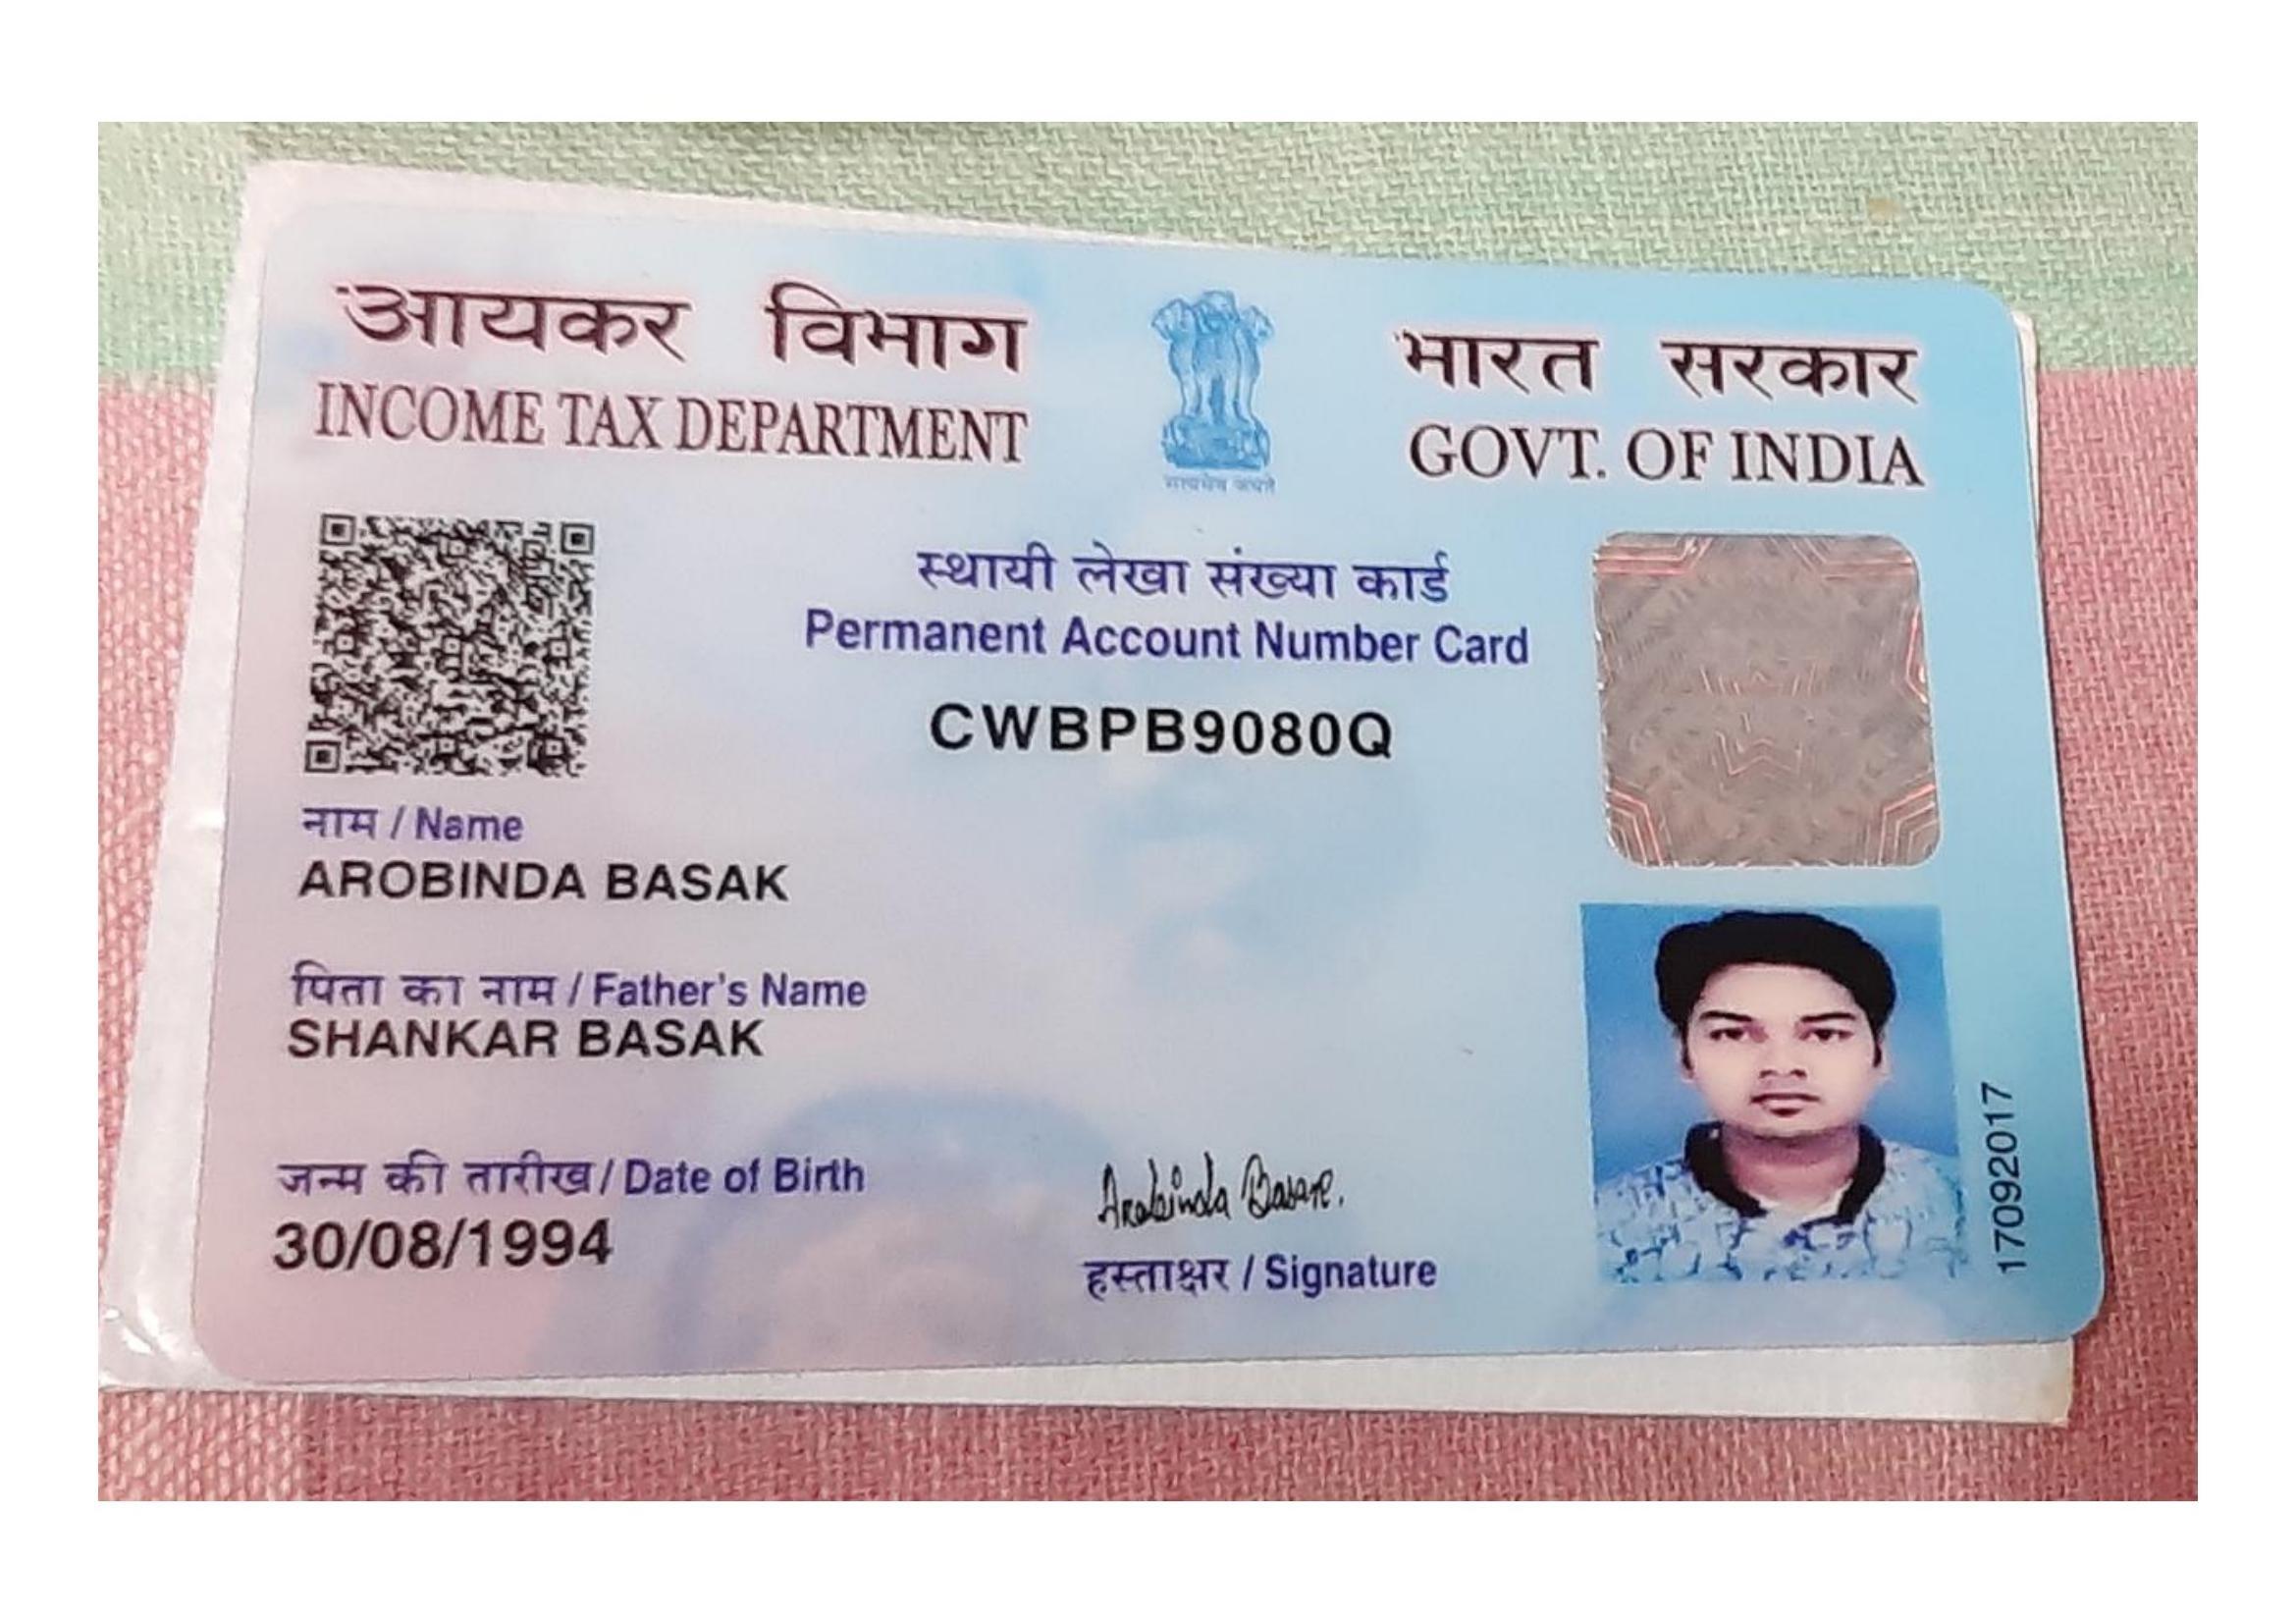 आयकर विभाग
INCOME TAX DEPARTMENT
सत्यमेव जयते
भारत सरकार
GOVT. OF INDIA
स्थायी लेखा संख्या कार्ड
Permanent Account Number Card
CWBPB9080Q
नाम / Name
AROBINDA BASAK
पिता का नाम / Father's Name
SHANKAR BASAK
जन्म की तारीख / Date of Birth
30/08/1994
Arobinda Basak.
हस्ताक्षर / Signature
17092017